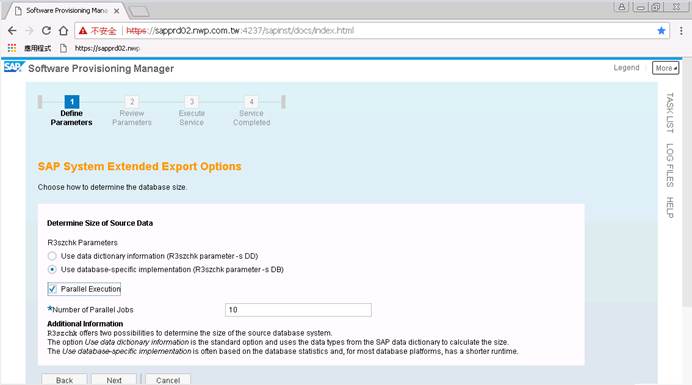 Software Provisioning Mana
不安全 https://sapprd02.nwp.com.tw:4237/sapinst/docs/index.html
應用程式 https://sapprd02.nwp
SAP Software Provisioning Manager Legend More
1 2 3 4
Define Parameters Review Parameters Execute Service Service Completed
TASK LIST
LOG FILES
HELP
SAP System Extended Export Options
Choose how to determine the database size.
Determine Size of Source Data
R3szchk Parameters
Use data dictionary information (R3szchk parameter -s DD)
Use database-specific implementation (R3szchk parameter -s DB)
Parallel Execution
*Number of Parallel Jobs 10
Additional Information
R3szchk offers two possibilities to determine the size of the source database system.
The option Use data dictionary information is the standard option and uses the data types from the SAP data dictionary to calculate the size.
The Use database-specific implementation is often based on the database statistics and, for most database platforms, has a shorter runtime.
Back Next Cancel